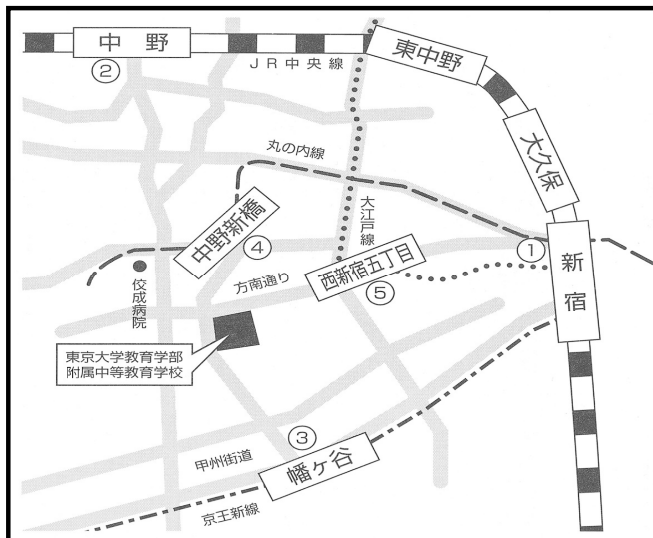 中野
東中野
②
JR中央線
大久保
丸の内線
大江戸線
中野新橋
④
①
新宿
西新宿五丁目
方南通り
⑤
佼成病院
東京大学教育学部
附属中等教育学校
③
甲州街道
幡ヶ谷
京王新線